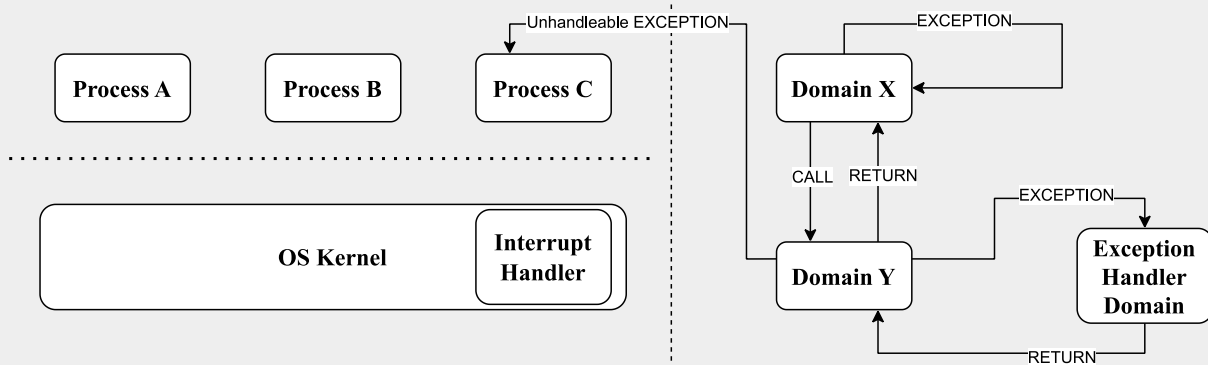 Unhandleable EXCEPTION
EXCEPTION
Process A
Process B
Process C
Domain X
CALL
RETURN
EXCEPTION
OS Kernel
Interrupt
Handler
Domain Y
Exception
Handler
Domain
RETURN